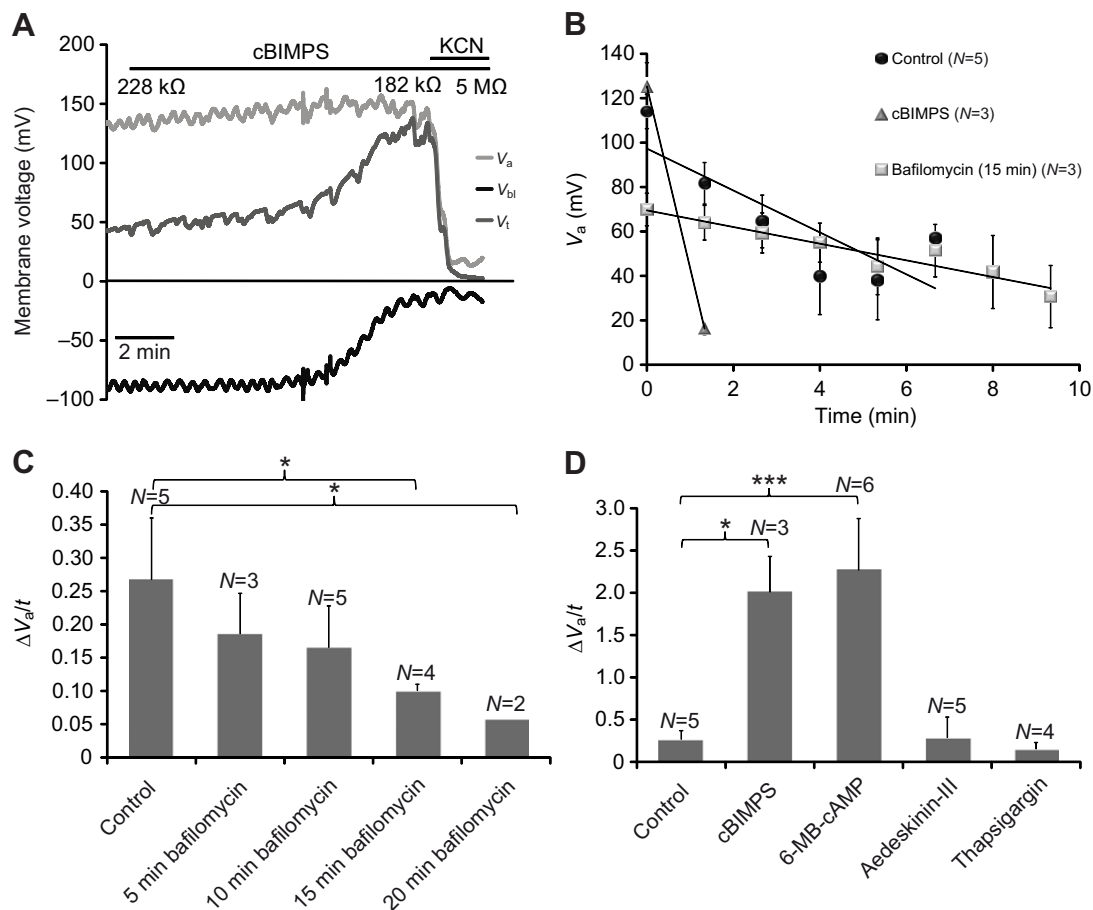 A
200
150
100
50
0
–50
–100
Membrane voltage (mV)
cBIMPS
KCN
228 kΩ
182 kΩ
5 MΩ
Va
Vbl
Vt
2 min
B
140
120
100
80
60
40
20
0
Va (mV)
Control (N=5)
cBIMPS (N=3)
Bafilomycin (15 min) (N=3)
0
2
4
6
8
10
Time (min)
C
0.40
0.35
0.30
0.25
0.20
0.15
0.10
0.05
0
ΔVa/t
*
*
N=5
N=3
N=5
N=4
N=2
Control
5 min bafilomycin
10 min bafilomycin
15 min bafilomycin
20 min bafilomycin
D
3.0
2.5
2.0
1.5
1.0
0.5
0
ΔVa/t
***
*
N=5
N=3
N=6
N=5
N=4
Control
cBIMPS
6-MB-cAMP
Aedeskinin-III
Thapsigargin